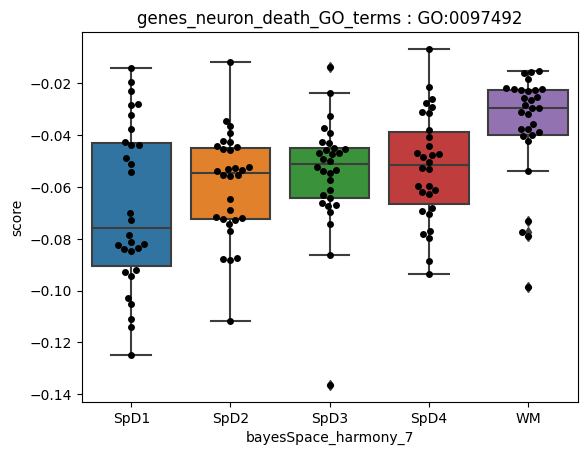 genes_neuron_death_GO_terms : GO:0097492
score
−0.02
−0.04
−0.06
−0.08
−0.10
−0.12
−0.14
SpD1 SpD2 SpD3 SpD4 WM
bayesSpace_harmony_7